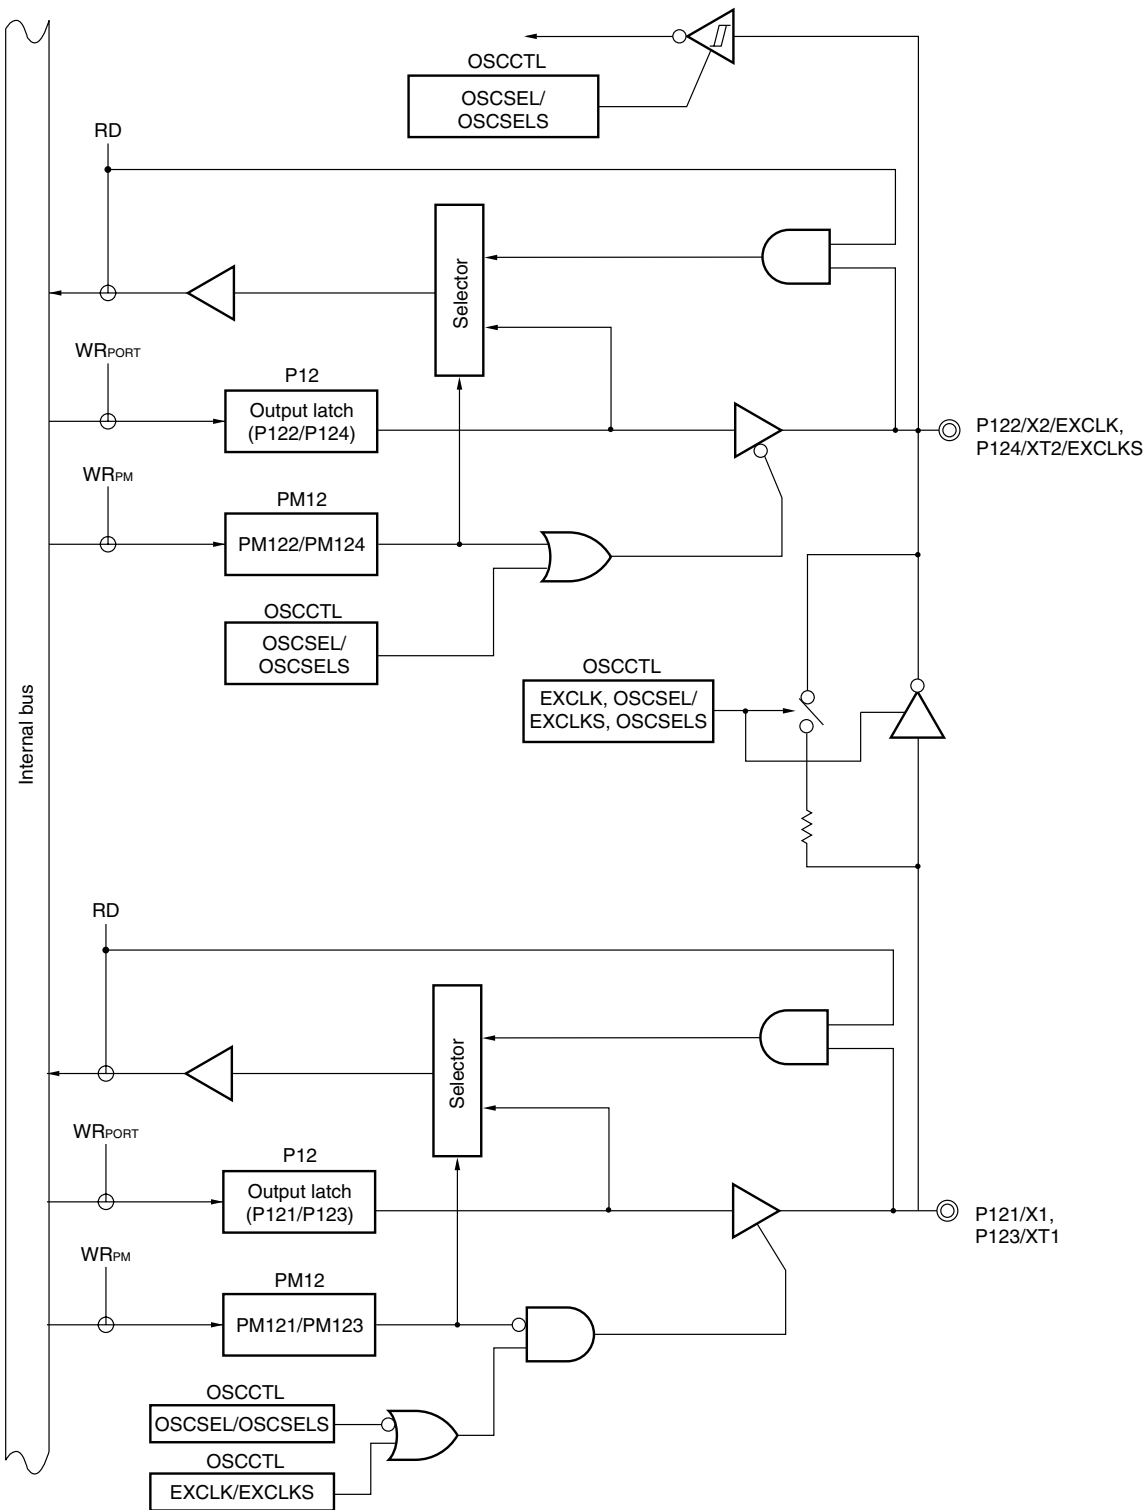 OSCCTL
OSCSEL/
OSCSELS
RD
Selector
WRPORT
P12
Output latch
(P122/P124)
P122/X2/EXCLK,
P124/XT2/EXCLKS
WRPM
PM12
PM122/PM124
OSCCTL
OSCSEL/
OSCSELS
OSCCTL
EXCLK, OSCSEL/
EXCLKS, OSCSELS
Internal bus
RD
Selector
WRPORT
P12
Output latch
(P121/P123)
P121/X1,
P123/XT1
WRPM
PM12
PM121/PM123
OSCCTL
OSCSEL/OSCSELS
OSCCTL
EXCLK/EXCLKS